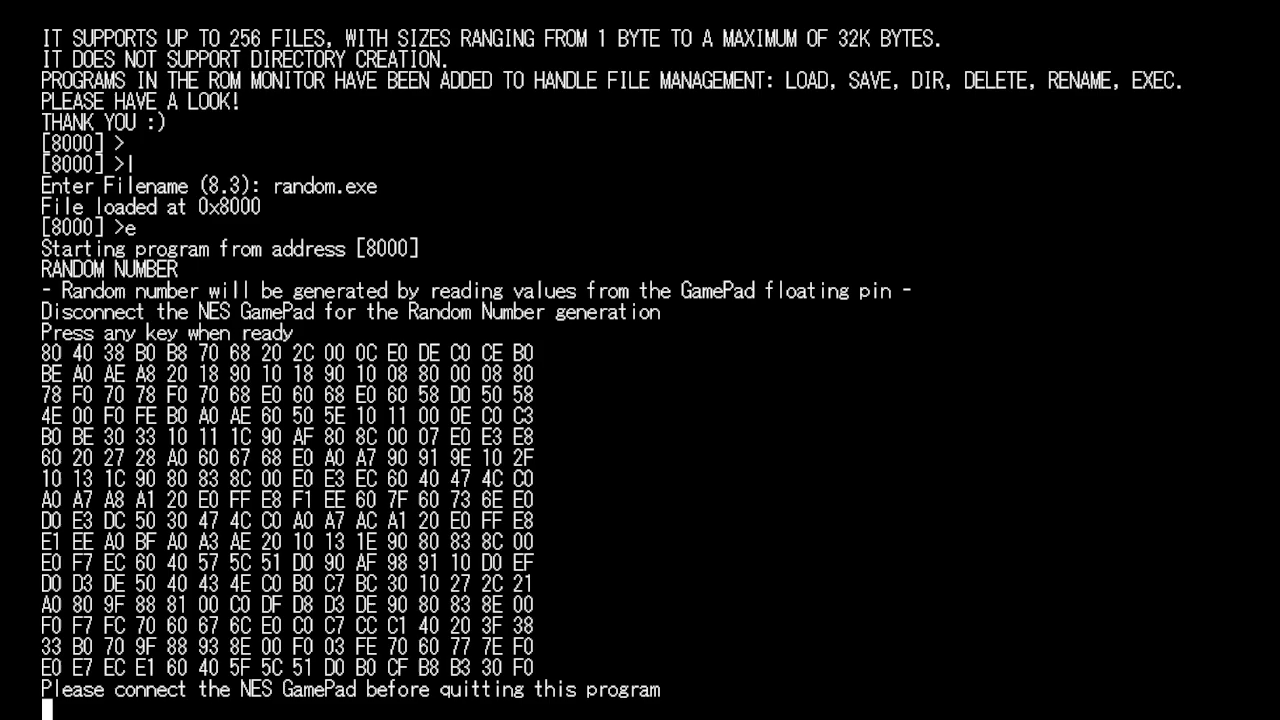 IT SUPPORTS UP TO 256 FILES, WITH SIZES RANGING FROM 1 BYTE TO A MAXIMUM OF 32K BYTES.
IT DOES NOT SUPPORT DIRECTORY CREATION.
PROGRAMS IN THE ROM MONITOR HAVE BEEN ADDED TO HANDLE FILE MANAGEMENT: LOAD, SAVE, DIR, DELETE, RENAME, EXEC.
PLEASE HAVE A LOOK!
THANK YOU :)
[8000] >
[8000] >l
Enter Filename (8.3): random.exe
File loaded at 0x8000
[8000] >e
Starting program from address [8000]
RANDOM NUMBER
- Random number will be generated by reading values from the GamePad floating pin -
Disconnect the NES GamePad for the Random Number generation
Press any key when ready
80 40 38 B0 B8 70 68 20 2C 00 0C E0 DE C0 CE B0
BE A0 AE A8 20 18 90 10 18 90 10 08 80 00 08 80
78 F0 70 78 F0 70 68 E0 60 68 E0 60 58 D0 50 58
4E 00 F0 FE B0 A0 AE 60 50 5E 10 11 00 0E C0 C3
B0 BE 30 33 10 11 1C 90 AF 80 8C 00 07 E0 E3 E8
60 20 27 28 A0 60 67 68 E0 A0 A7 90 91 9E 10 2F
10 13 1C 90 80 83 8C 00 E0 E3 EC 60 40 47 4C C0
A0 A7 A8 A1 20 E0 FF E8 F1 EE 60 7F 60 73 6E E0
D0 E3 DC 50 30 47 4C C0 A0 A7 AC A1 20 E0 FF E8
E1 EE A0 BF A0 A3 AE 20 10 13 1E 90 80 83 8C 00
E0 F7 EC 60 40 57 5C 51 D0 90 AF 98 91 10 D0 EF
D0 D3 DE 50 40 43 4E C0 B0 C7 BC 30 10 27 2C 21
A0 80 9F 88 81 00 C0 DF D8 D3 DE 90 80 83 8E 00
F0 F7 FC 70 60 67 6C E0 C0 C7 CC C1 40 20 3F 38
33 B0 70 9F 88 93 8E 00 F0 03 FE 70 60 77 7E F0
E0 E7 EC E1 60 40 5F 5C 51 D0 B0 CF B8 B3 30 F0
Please connect the NES GamePad before quitting this program